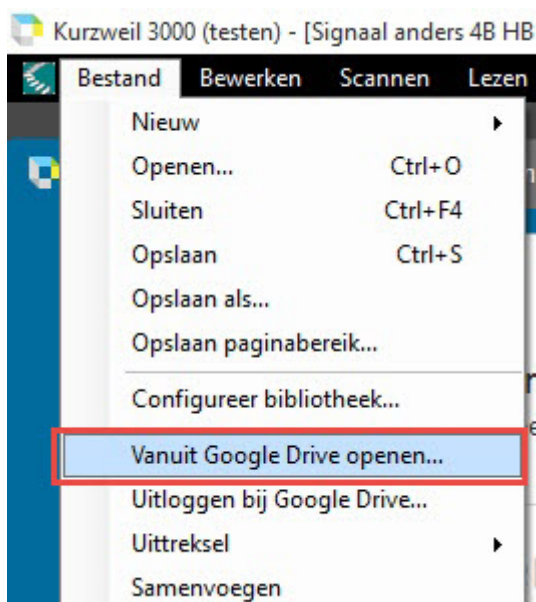 Kurzweil 3000 (testen) - [Signaal anders 4B HB
Bestand Bewerken Scannen Lezen
Nieuw
Openen... Ctrl+O
Sluiten Ctrl+F4
Opslaan Ctrl+S
Opslaan als...
Opslaan paginabereik...
Configureer bibliotheek...
Vanuit Google Drive openen...
Uitloggen bij Google Drive...
Uittreksel
Samenvoegen